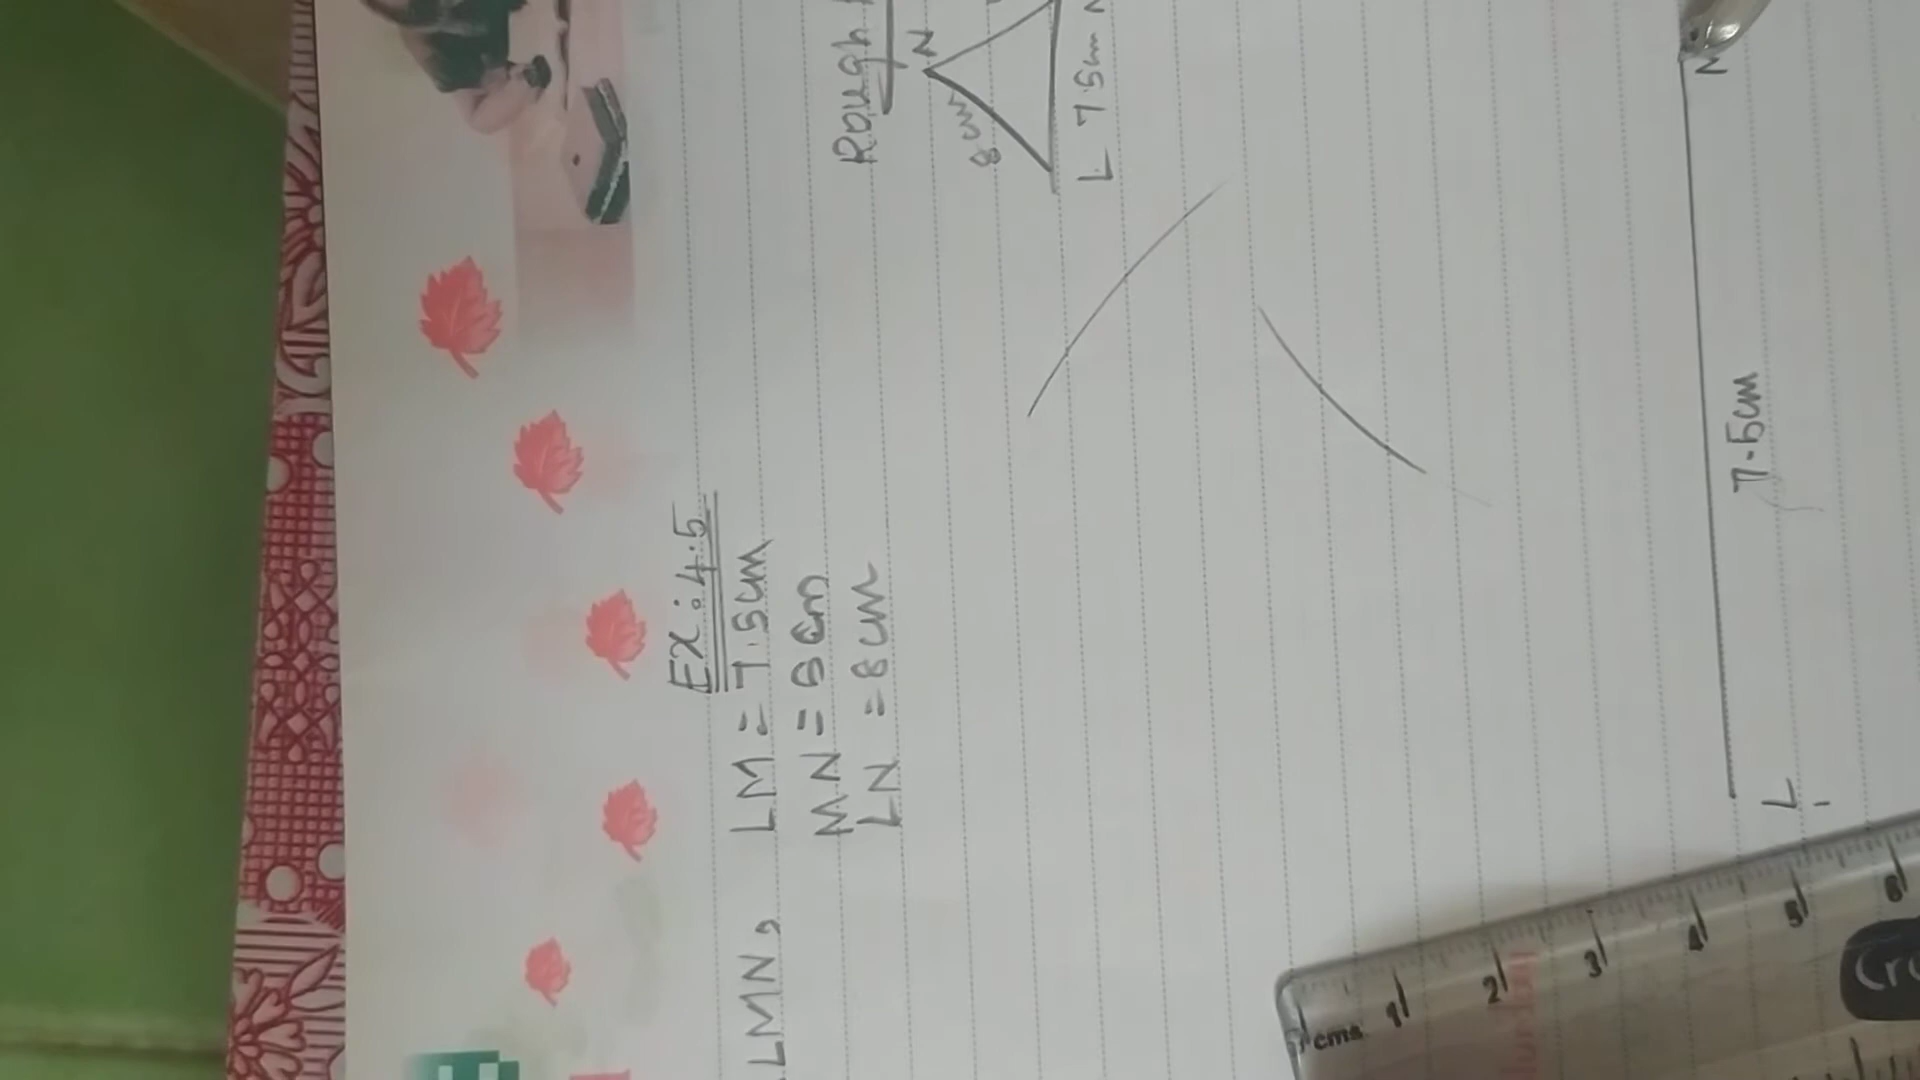 Ex: 4.5
LMN, LM = 7.5cm
MN = 6cm
LN = 8cm
Rough
N
8cm
L 7.5cm M
M
7.5cm
L
cms 1 2 3 4 5 6